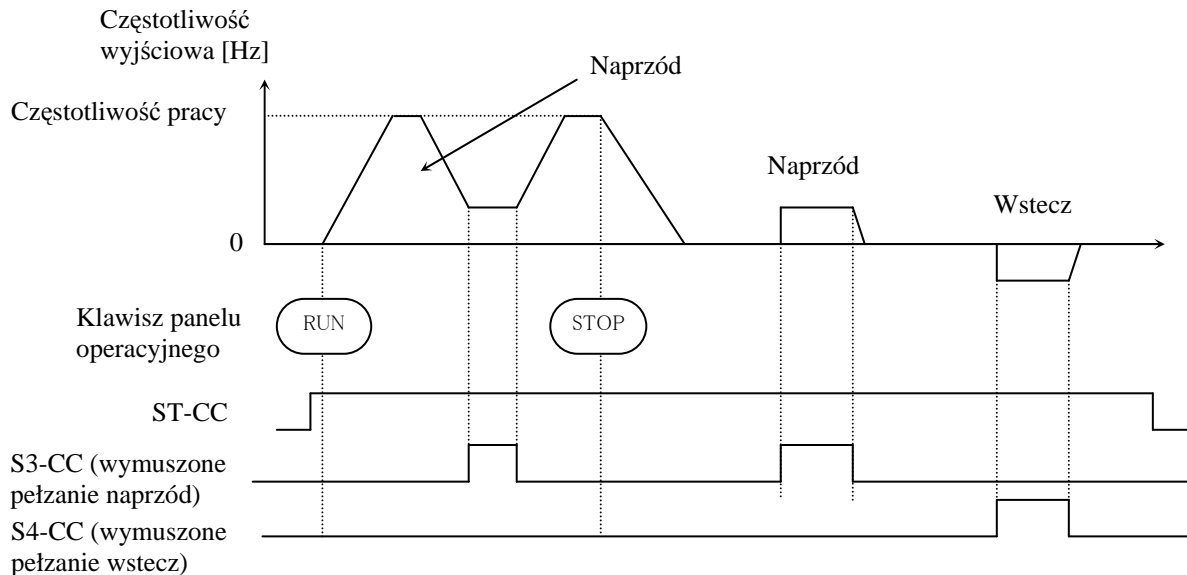 Częstotliwość
wyjściowa [Hz]
Naprzód
Częstotliwość pracy
Naprzód
Wstecz
0
Klawisz panelu
operacyjnego
RUN
STOP
ST-CC
S3-CC (wymuszone
pełzanie naprzód)
S4-CC (wymuszone
pełzanie wstecz)